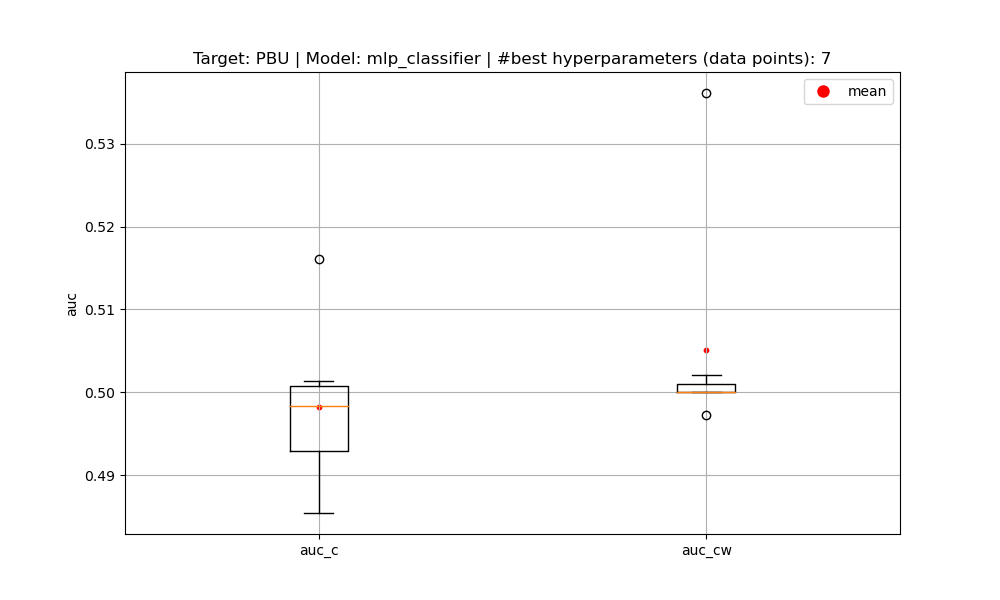 Target: PBU | Model: mlp_classifier | #best hyperparameters (data points): 7
mean
0.53
0.52
0.51
0.50
0.49
auc
auc_c
auc_cw